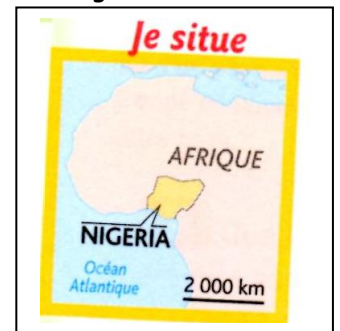 Je situe
AFRIQUE
NIGERIA
Océan
Atlantique
2 000 km